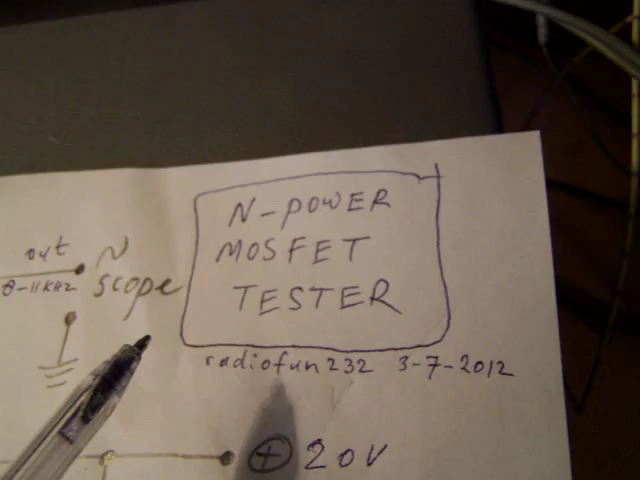 N-POWER
MOSFET
TESTER
out
~
8-11KHz
scope
radiofun232 3-7-2012
+ 20V